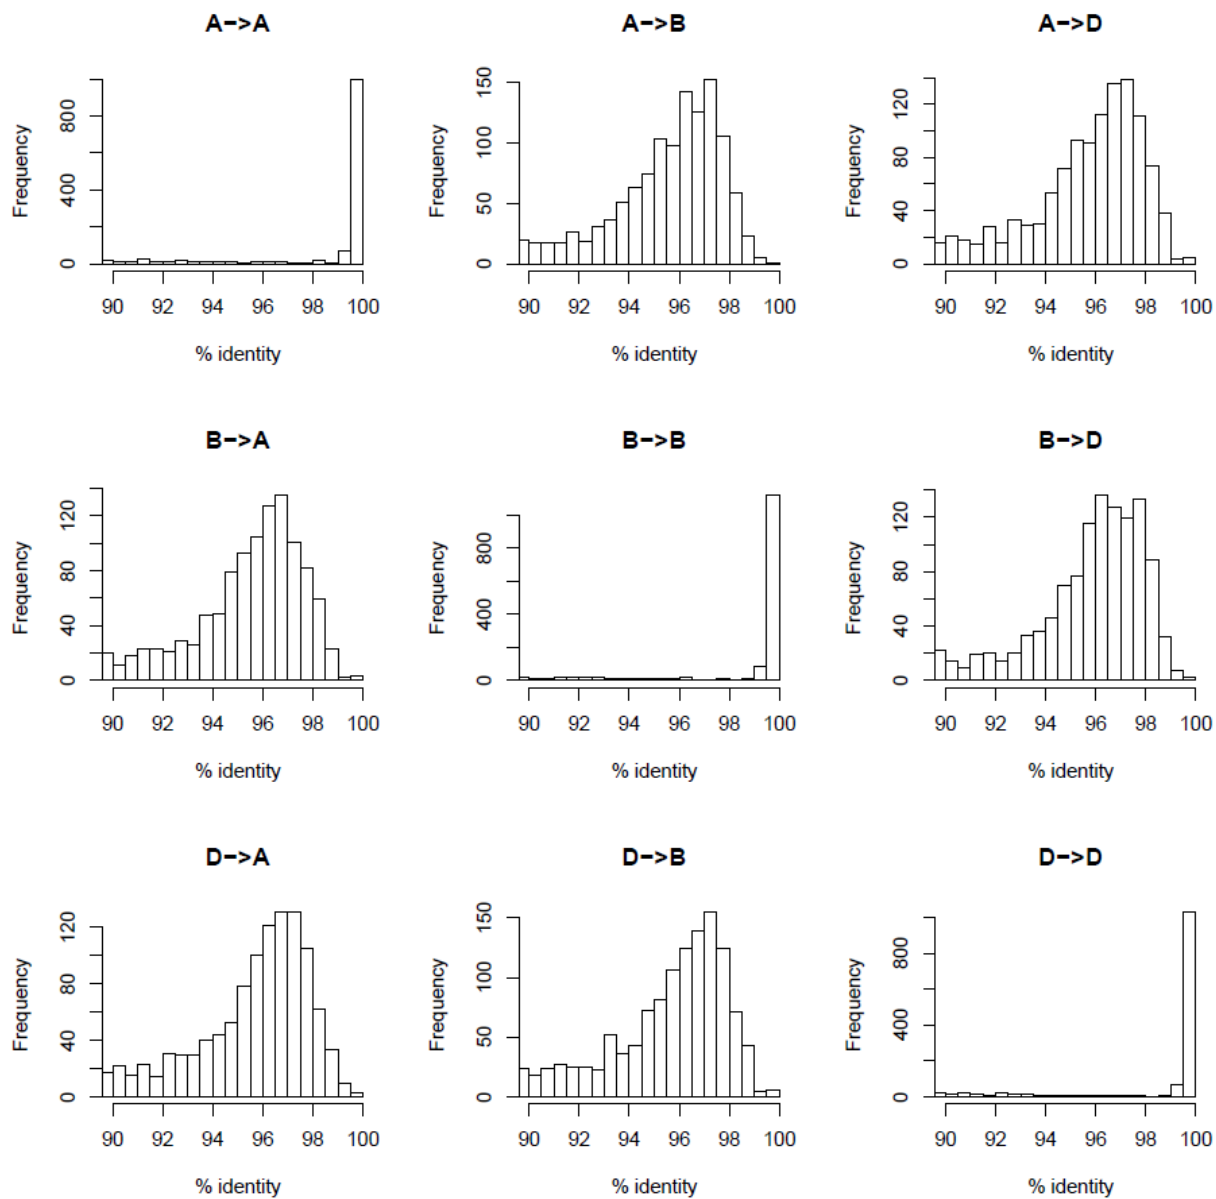 A->A A->B A->D
Frequency 0 400 800 Frequency 0 50 100 150 Frequency 0 40 80 120
90 92 94 96 98 100 90 92 94 96 98 100 90 92 94 96 98 100
% identity % identity % identity
B->A B->B B->D
Frequency 0 40 80 120 Frequency 0 400 800 Frequency 0 40 80 120
90 92 94 96 98 100 90 92 94 96 98 100 90 92 94 96 98 100
% identity % identity % identity
D->A D->B D->D
Frequency 0 40 80 120 Frequency 0 50 100 150 Frequency 0 400 800
90 92 94 96 98 100 90 92 94 96 98 100 90 92 94 96 98 100
% identity % identity % identity